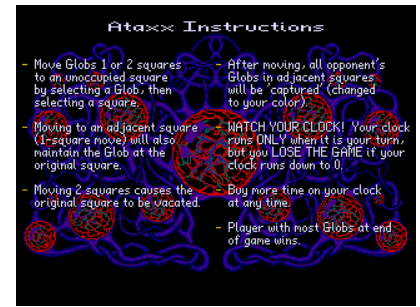 Ataxx Instructions
- Move Globs 1 or 2 squares
to an unoccupied square
by selecting a Glob, then
selecting a square.
- Moving to an adjacent square
(1-square move) will also
maintain the Glob at the
original square.
- Moving 2 squares causes the
original square to be vacated.
- After moving, all opponent's
Globs in adjacent squares
will be 'captured' (changed
to your color).
- WATCH YOUR CLOCK! Your clock
runs ONLY when it is your turn,
but you LOSE THE GAME if your
clock runs down to 0.
- Buy more time on your clock
at any time.
- Player with most Globs at end
of game wins.